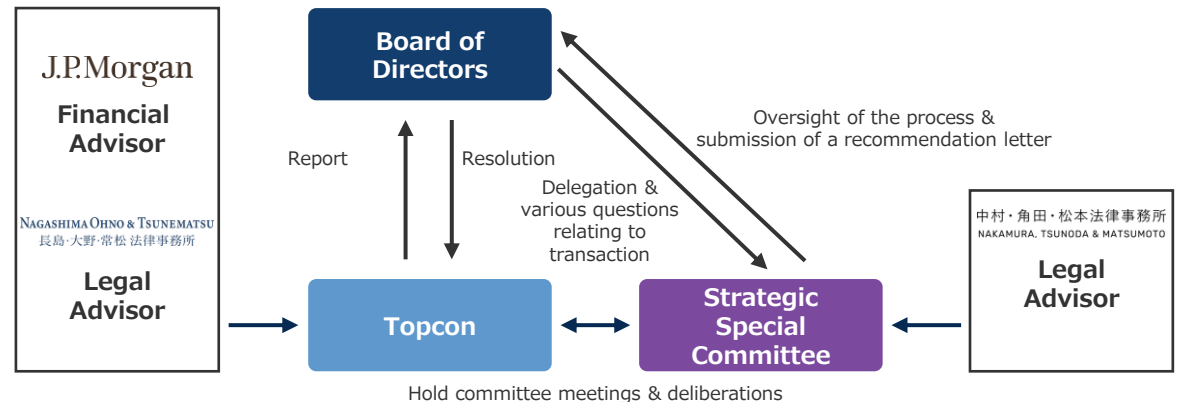 J.P.Morgan
Financial
Advisor
NAGASHIMA OHNO & TSUNEMATSU
長島・大野・常松 法律事務所
Legal
Advisor
Board of
Directors
Report
Resolution
Oversight of the process &
submission of a recommendation letter
Delegation &
various questions
relating to
transaction
Topcon
Strategic
Special
Committee
中村・角田・松本法律事務所
NAKAMURA, TSUNODA & MATSUMOTO
Legal
Advisor
Hold committee meetings & deliberations